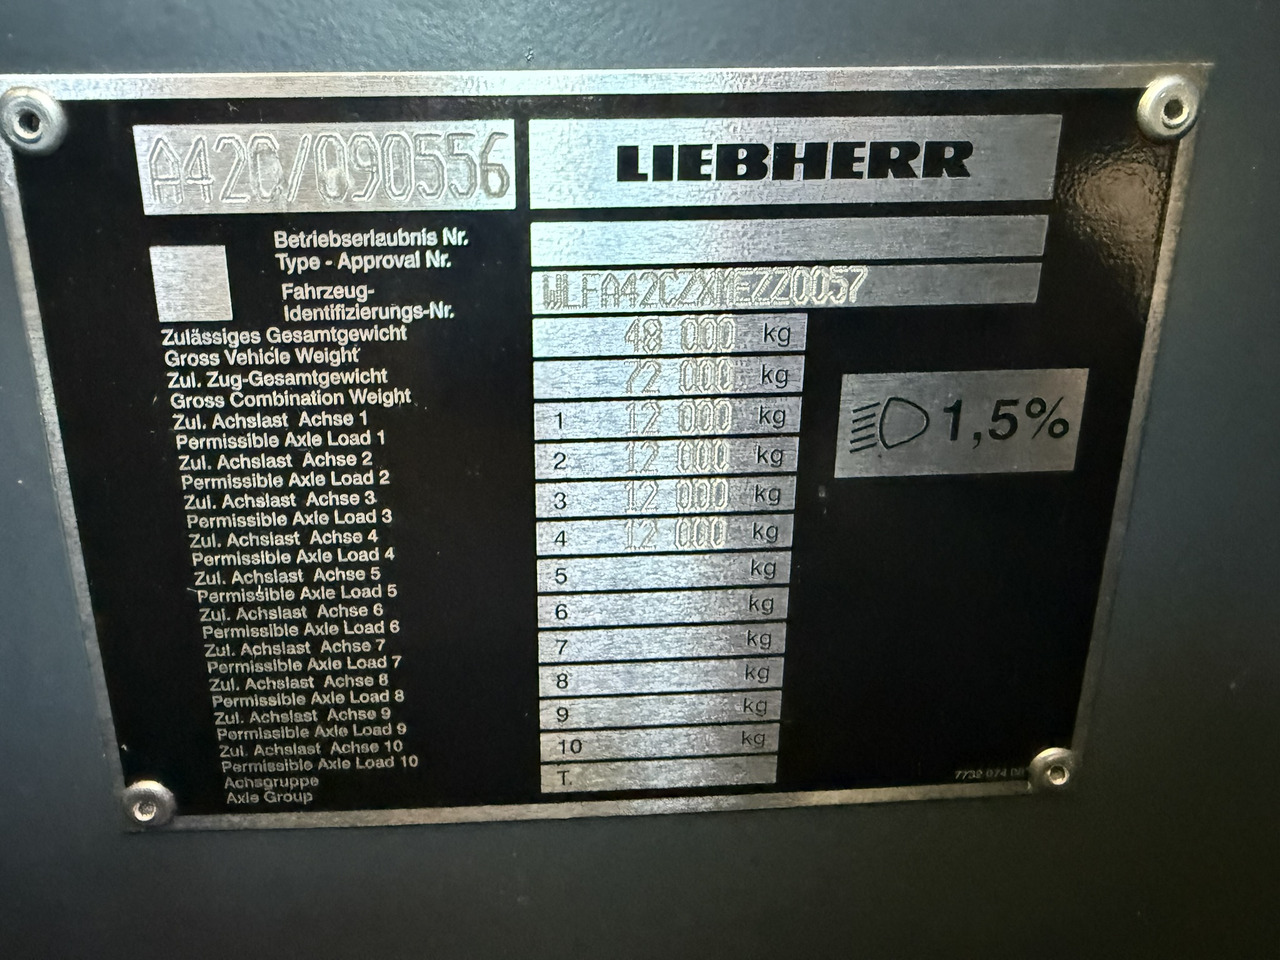 A42C/090556
LIEBHERR
Betriebserlaubnis Nr.
Type - Approval Nr.
Fahrzeug-
Identifizierungs-Nr.
WLFA42CZXMEZZ0057
Zulässiges Gesamtgewicht
48 000 kg
Gross Vehicle Weight
Zul. Zug-Gesamtgewicht
72 000 kg
Gross Combination Weight
Zul. Achslast Achse 1
1 12 000 kg
Permissible Axle Load 1
Zul. Achslast Achse 2
2 12 000 kg
Permissible Axle Load 2
Zul. Achslast Achse 3
3 12 000 kg
Permissible Axle Load 3
Zul. Achslast Achse 4
4 12 000 kg
Permissible Axle Load 4
Zul. Achslast Achse 5
5 kg
Permissible Axle Load 5
Zul. Achslast Achse 6
6 kg
Permissible Axle Load 6
Zul. Achslast Achse 7
7 kg
Permissible Axle Load 7
Zul. Achslast Achse 8
8 kg
Permissible Axle Load 8
Zul. Achslast Achse 9
9 kg
Permissible Axle Load 9
Zul. Achslast Achse 10
10 kg
Permissible Axle Load 10
Achsgruppe
T.
Axle Group
1,5%
7732 074 08